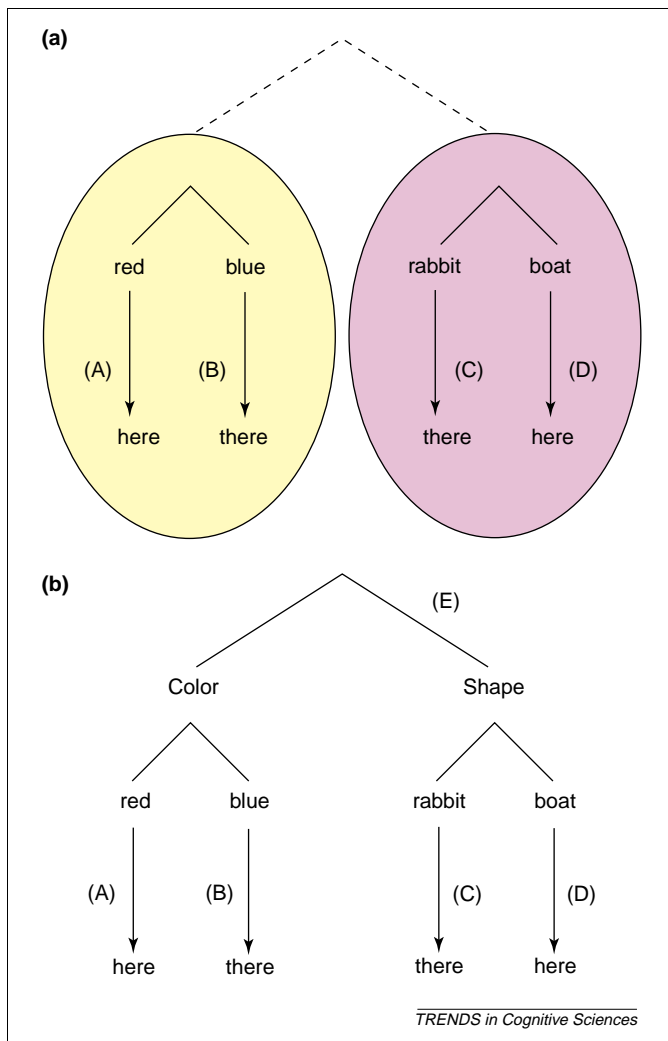 (a)
red blue rabbit boat
(A) (B) (C) (D)
here there there here
(b)
(E)
Color Shape
red blue rabbit boat
(A) (B) (C) (D)
here there there here
TRENDS in Cognitive Sciences